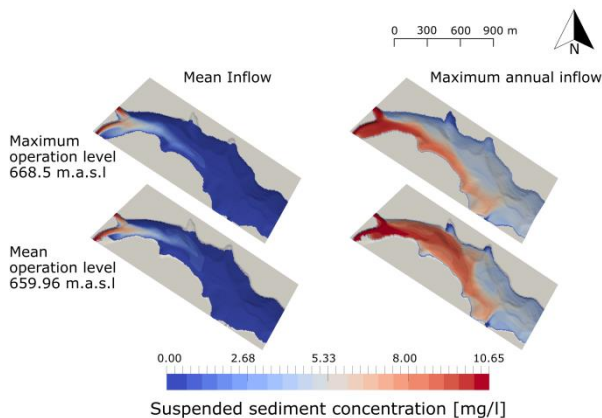 0 300 600 900 m
N
Mean Inflow
Maximum annual inflow
Maximum
operation level
668.5 m.a.s.l
Mean
operation level
659.96 m.a.s.l
0.00 2.68 5.33 8.00 10.65
Suspended sediment concentration [mg/l]